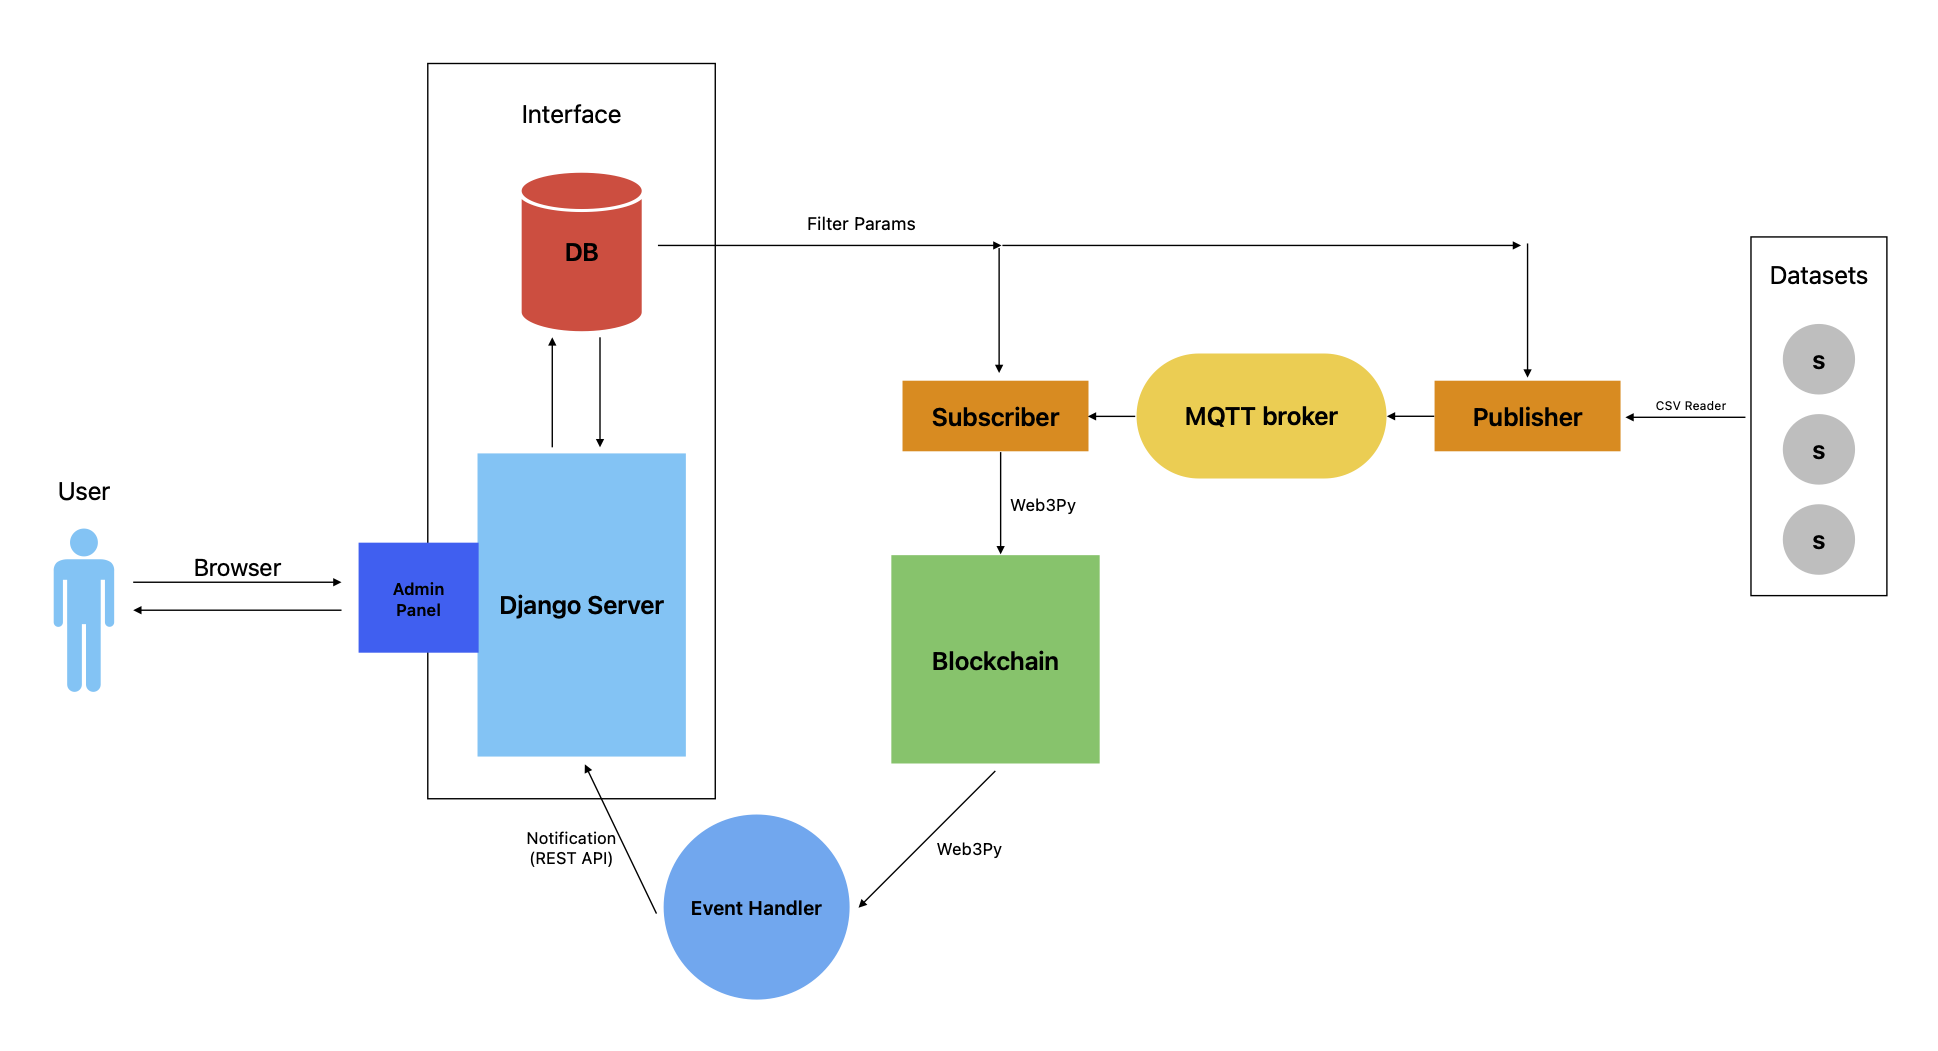 Interface
DB
Filter Params
Datasets
s
s
s
Subscriber
MQTT broker
Publisher
CSV Reader
Web3Py
User
Browser
Admin
Panel
Django Server
Blockchain
Notification
(REST API)
Web3Py
Event Handler